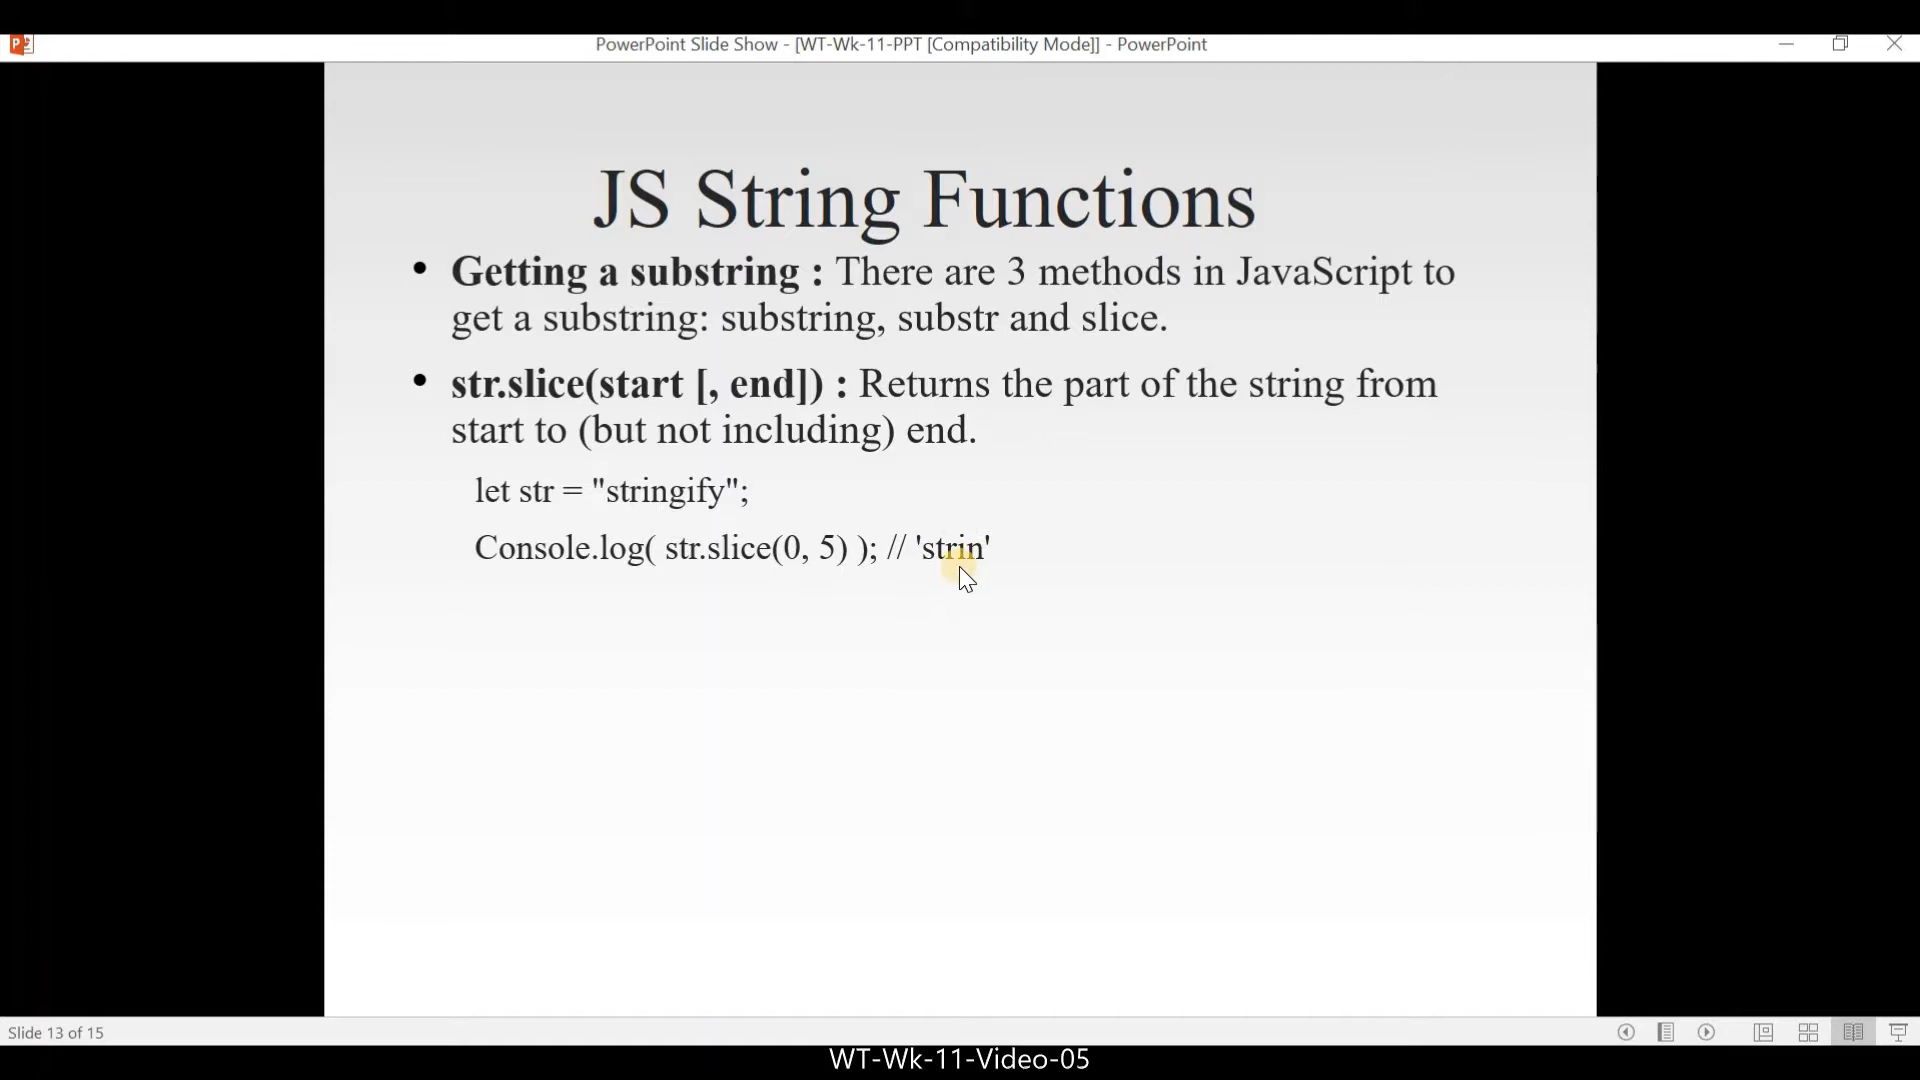 PowerPoint Slide Show - [WT-Wk-11-PPT [Compatibility Mode]] - PowerPoint
JS String Functions
• Getting a substring : There are 3 methods in JavaScript to
get a substring: substring, substr and slice.
• str.slice(start [, end]) : Returns the part of the string from
start to (but not including) end.
let str = "stringify";
Console.log( str.slice(0, 5) ); // 'strin'
Slide 13 of 15
WT-Wk-11-Video-05